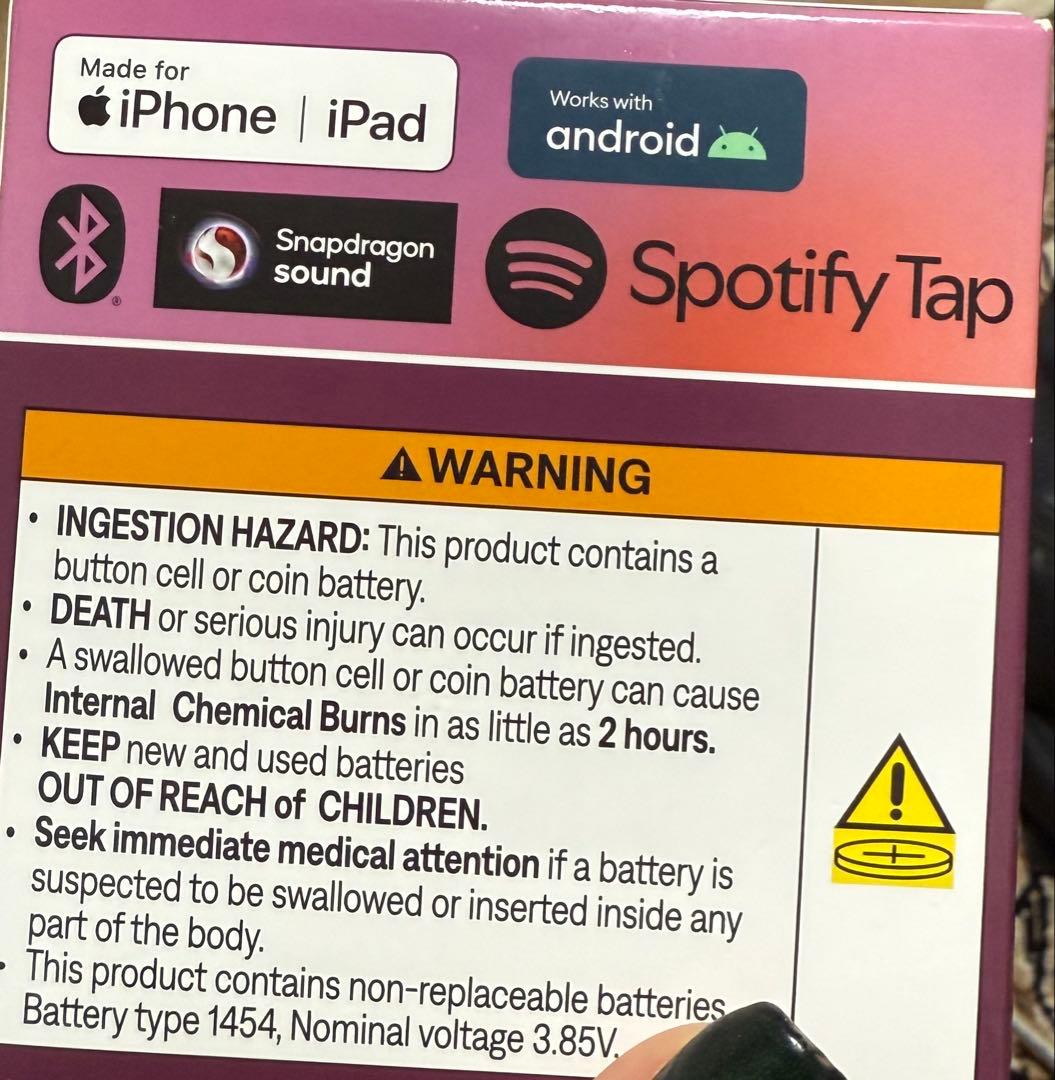 Made for
iPhone | iPad
Works with
android
Snapdragon
sound
Spotify Tap
®
WARNING
• INGESTION HAZARD: This product contains a
button cell or coin battery.
• DEATH or serious injury can occur if ingested.
• A swallowed button cell or coin battery can cause
Internal Chemical Burns in as little as 2 hours.
• KEEP new and used batteries
OUT OF REACH of CHILDREN.
• Seek immediate medical attention if a battery is
suspected to be swallowed or inserted inside any
part of the body.
• This product contains non-replaceable batteries
Battery type 1454, Nominal voltage 3.85V.